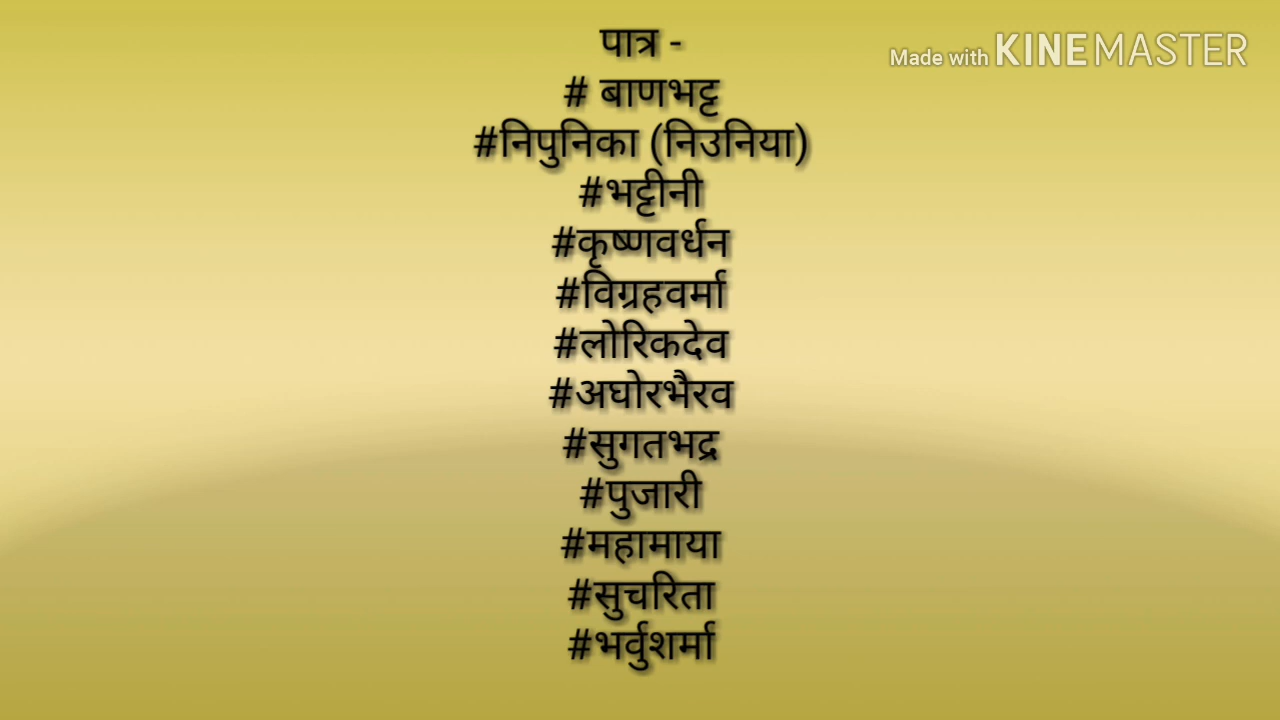 पात्र -
Made with KINEMASTER
# बाणभट्ट
#निपुनिका (निउनिया)
#भट्टीनी
#कृष्णवर्धन
#विग्रहवर्मा
#लोरिकदेव
#अघोरभैरव
#सुगतभद्र
#पुजारी
#महामाया
#सुचरिता
#भर्वुशर्मा